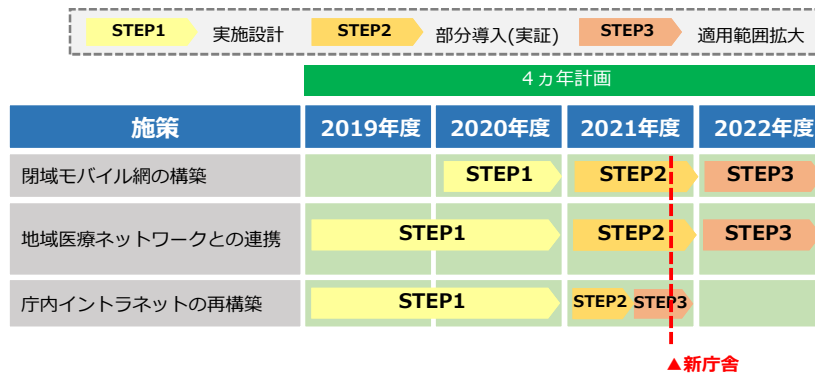 STEP1 実施設計 STEP2 部分導入(実証) STEP3 適用範囲拡大
4ヵ年計画
施策 2019年度 2020年度 2021年度 2022年度
閉域モバイル網の構築 STEP1 STEP2 STEP3
地域医療ネットワークとの連携 STEP1 STEP2 STEP3
庁内イントラネットの再構築 STEP1 STEP2 STEP3
▲新庁舎